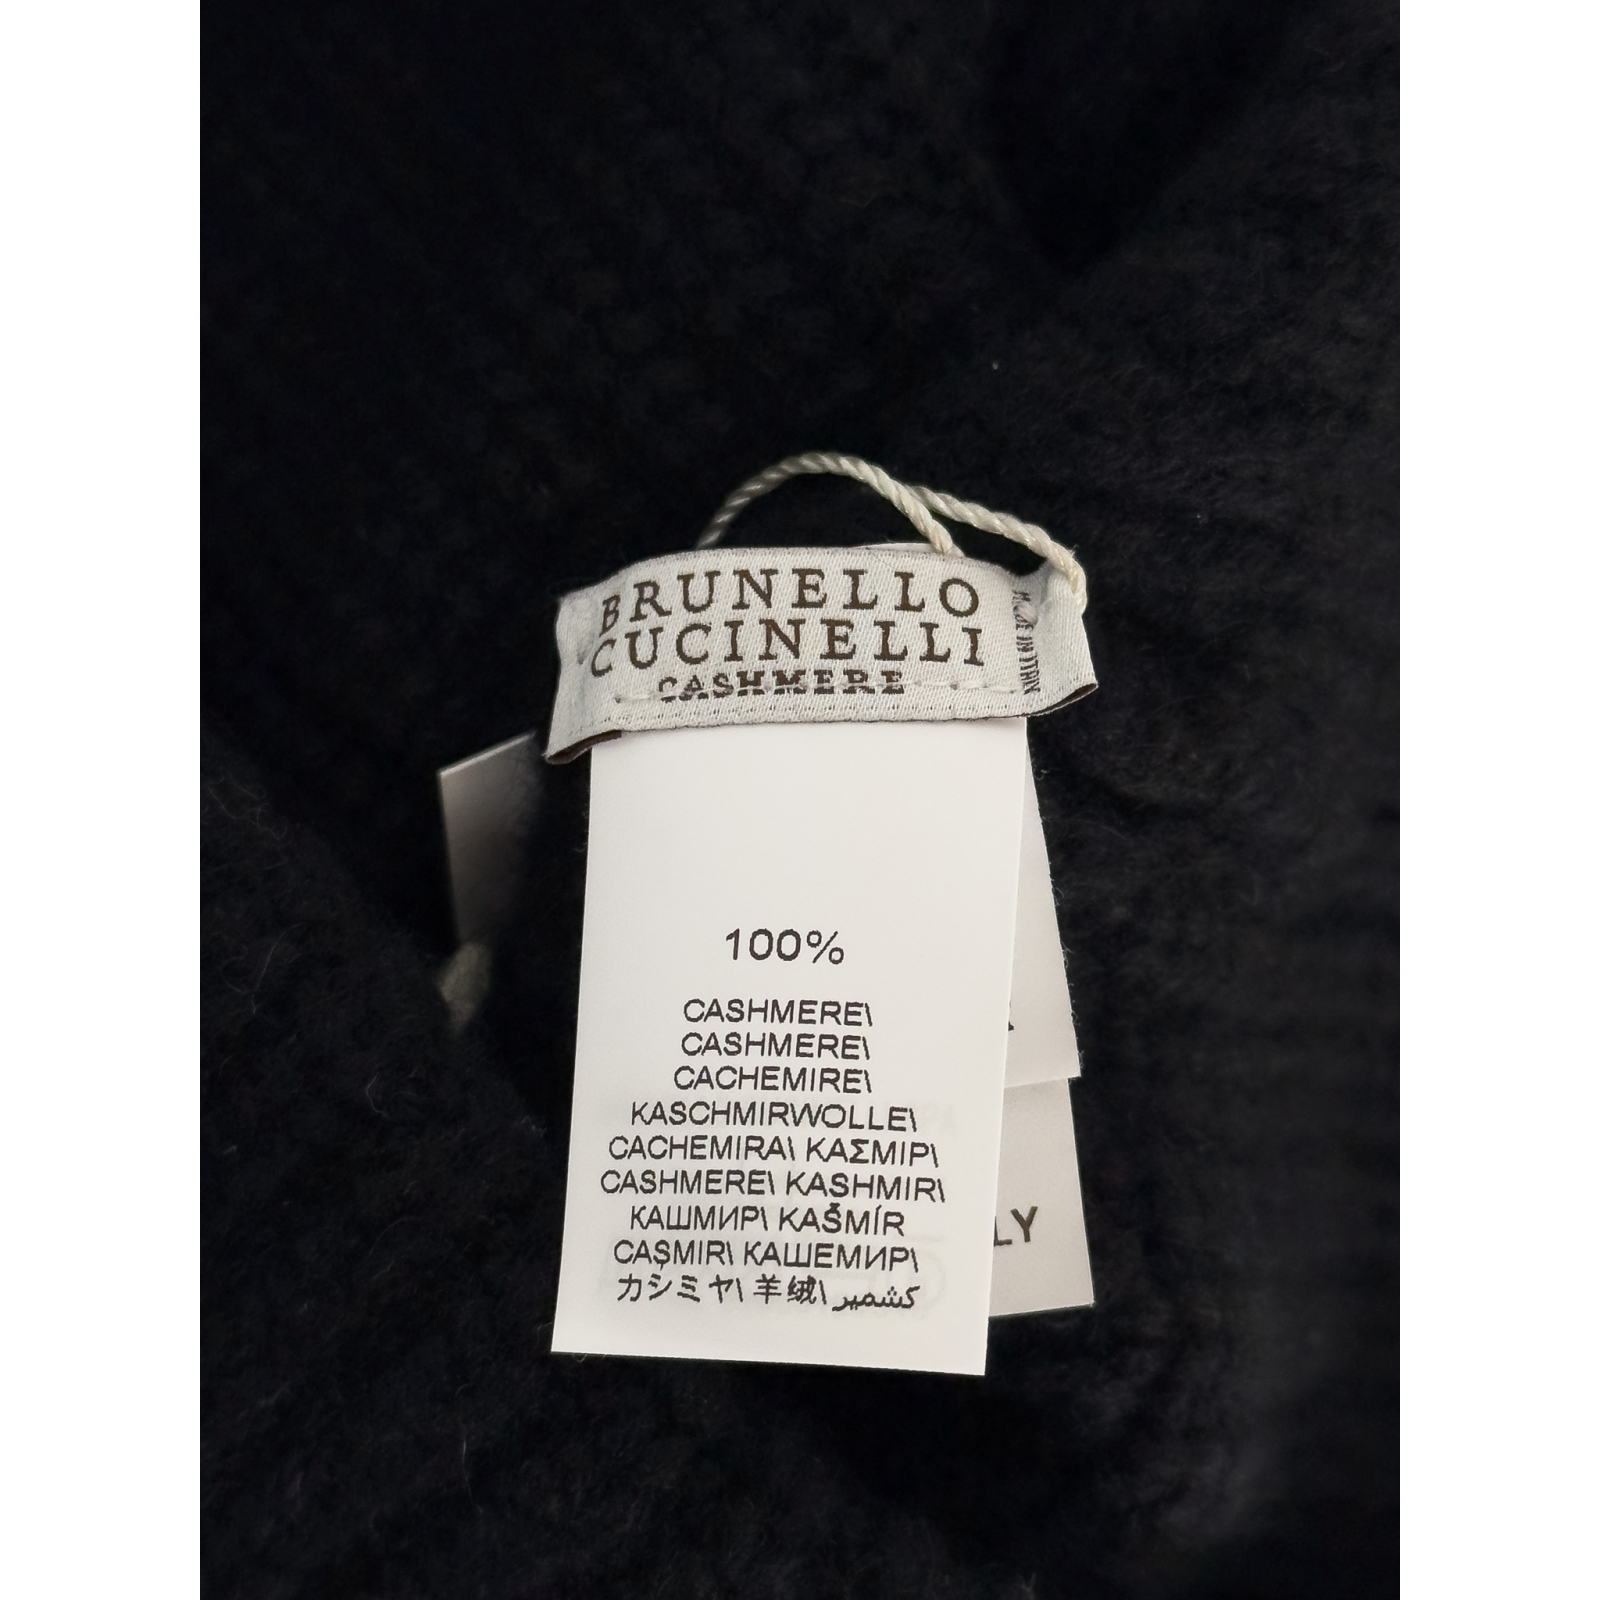 BRUNELLO
CUCINELLI
CASHMERE
MADE IN ITALY
100%
CASHMERE\
CASHMERE\
CACHEMIRE\
KASCHMIRWOLLE\
CACHEMIRA\ ΚΑΣΜΙΡ\
CASHMERE\ KASHMIR\
КАШМИР\ KAŠMÍR
CAŞMIR\ КАШЕМИР\
カシミヤ\ 羊绒\ كشمير
LY